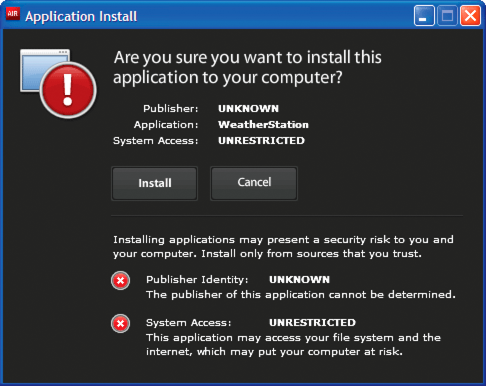 AIR Application Install
Are you sure you want to install this
application to your computer?
Publisher: UNKNOWN
Application: WeatherStation
System Access: UNRESTRICTED
Install Cancel
Installing applications may present a security risk to you and
your computer. Install only from sources that you trust.
Publisher Identity: UNKNOWN
The publisher of this application cannot be determined.
System Access: UNRESTRICTED
This application may access your file system and the
internet, which may put your computer at risk.